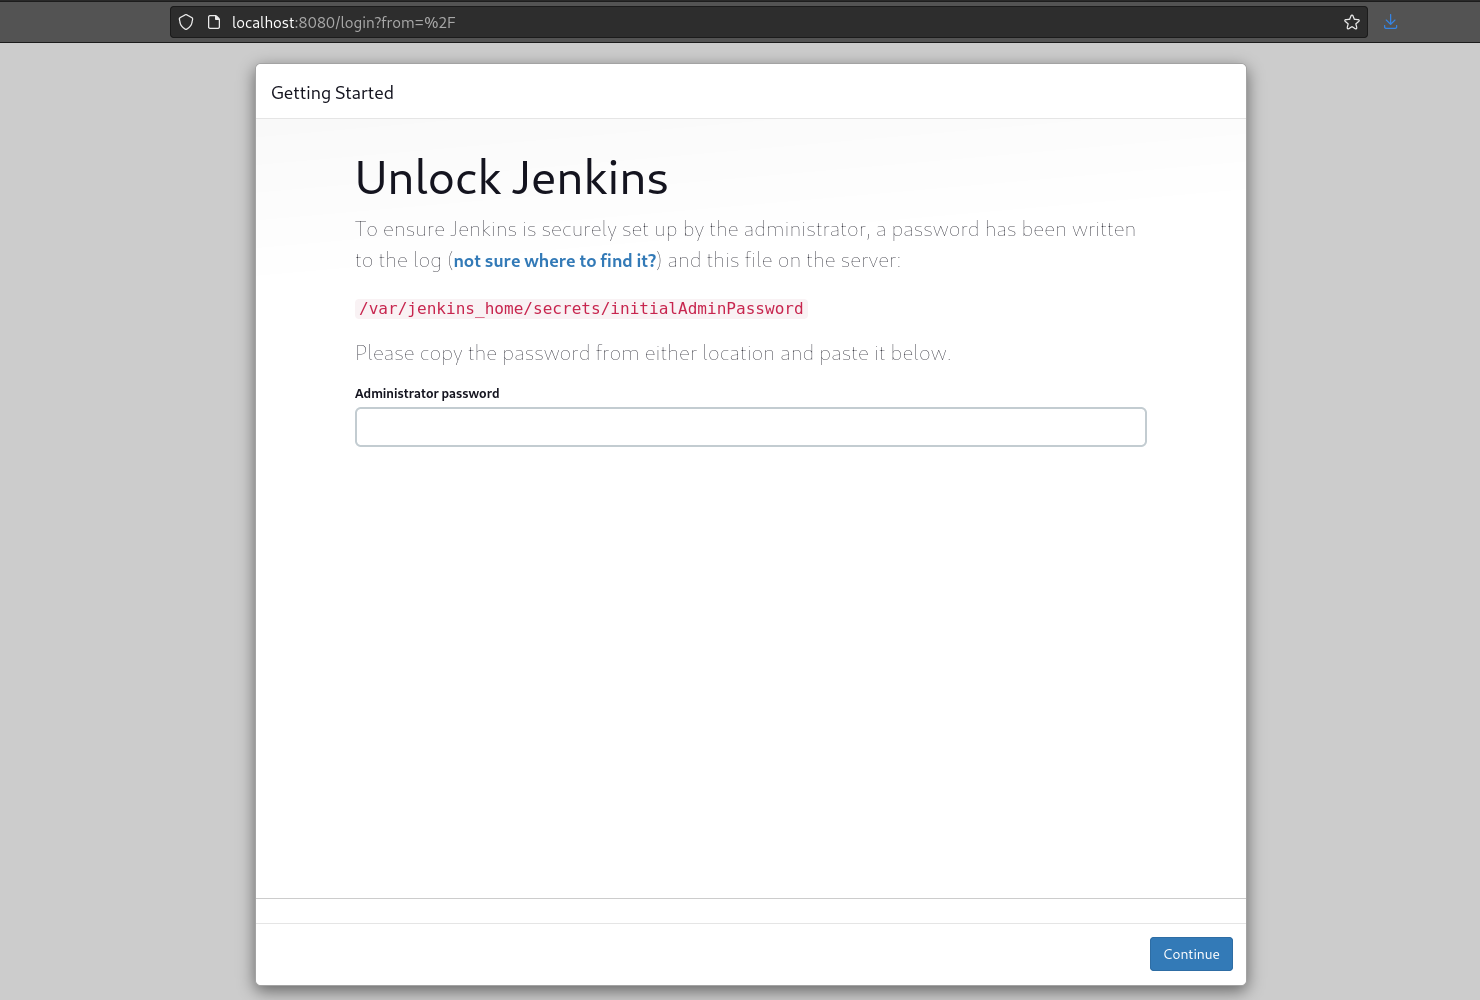 localhost:8080/login?from=%2F
Getting Started
Unlock Jenkins
To ensure Jenkins is securely set up by the administrator, a password has been written
to the log (not sure where to find it?) and this file on the server:
/var/jenkins_home/secrets/initialAdminPassword
Please copy the password from either location and paste it below.
Administrator password
Continue